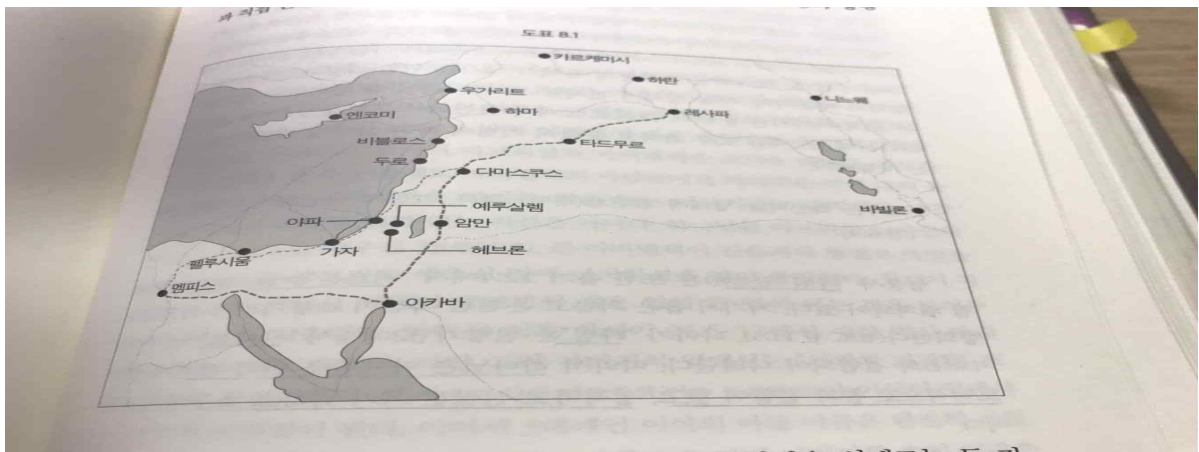 도표 8.1
카르케미시
하란
니느웨
우가리트
하마
레사파
엔코미
비블로스
타드무르
두로
다마스쿠스
예루살렘
바빌론
야파
암만
가자
헤브론
펠루시움
멤피스
아카바